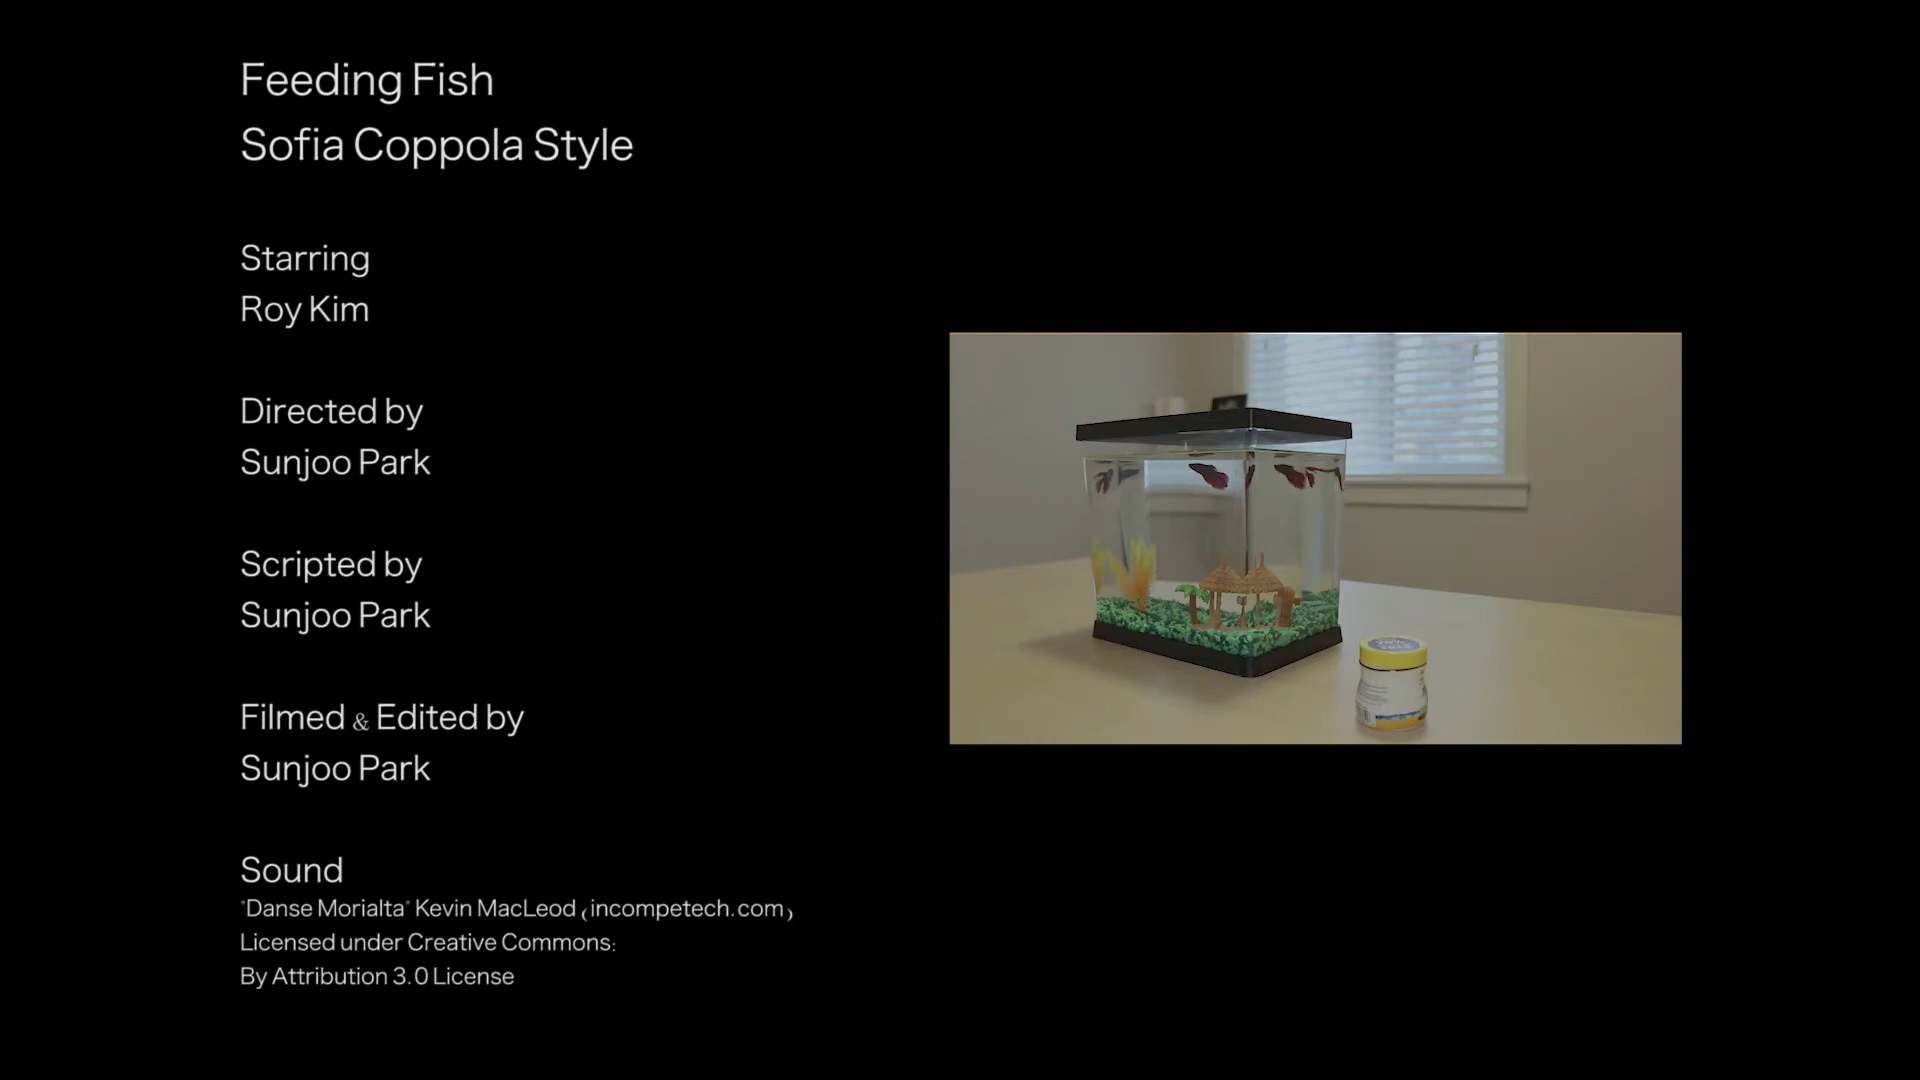 Feeding Fish
Sofia Coppola Style
Starring
Roy Kim
Directed by
Sunjoo Park
Scripted by
Sunjoo Park
Filmed & Edited by
Sunjoo Park
Sound
"Danse Morialta" Kevin MacLeod (incompetech.com)
Licensed under Creative Commons:
By Attribution 3.0 License